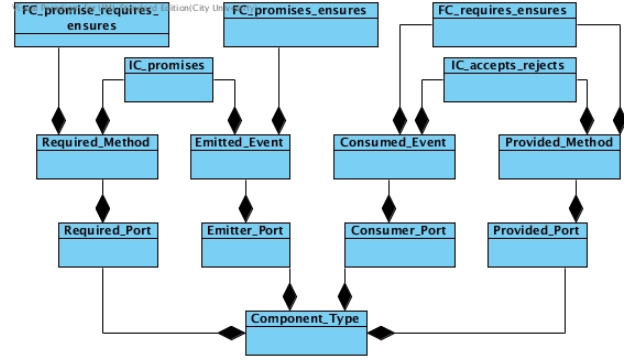 FC_promise_requires_
ensures
FC_promises_ensures
FC_requires_ensures
IC_promises
IC_accepts_rejects
Required_Method
Emitted_Event
Consumed_Event
Provided_Method
Required_Port
Emitter_Port
Consumer_Port
Provided_Port
Component_Type